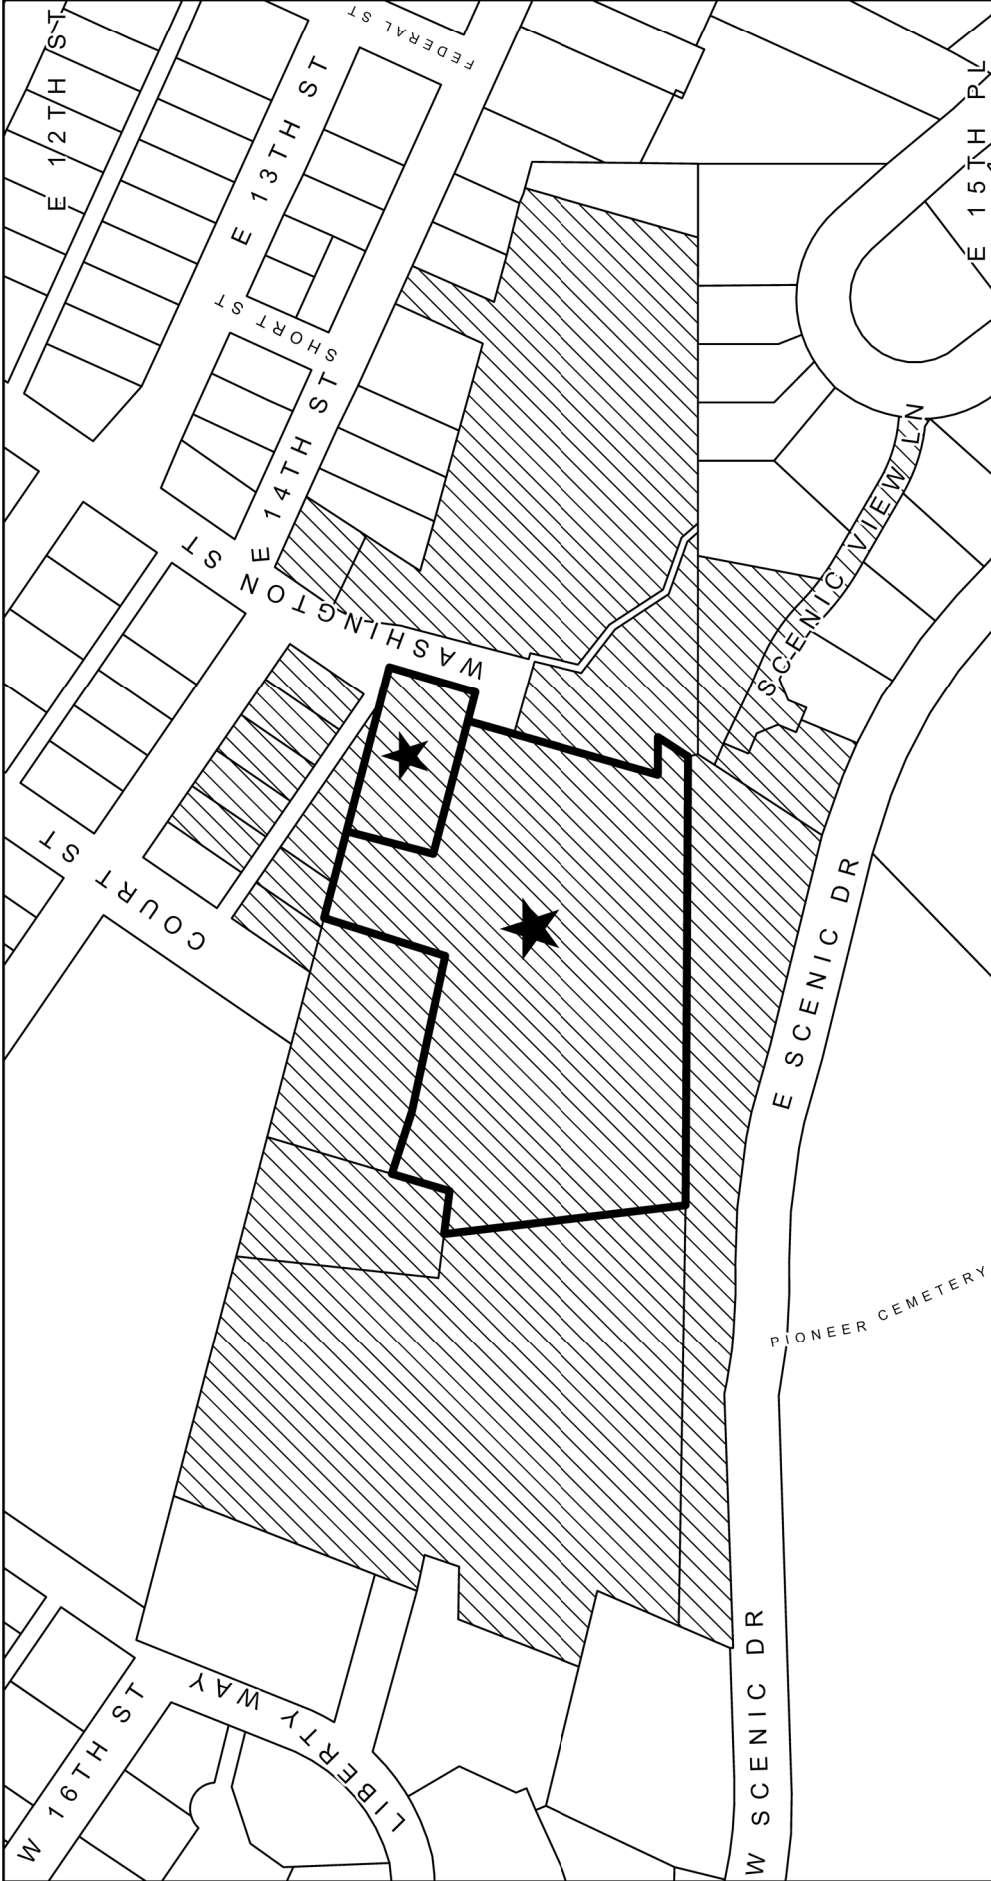 FEDERAL ST
E 12TH ST
E 13TH ST
E 15TH PL
SHORT ST
E 14TH ST
SCENIC VIEW LN
WASHINGTON ST
COURT ST
E SCENIC DR
PIONEER CEMETERY
LIBERTY WAY
W 16TH ST
W SCENIC DR